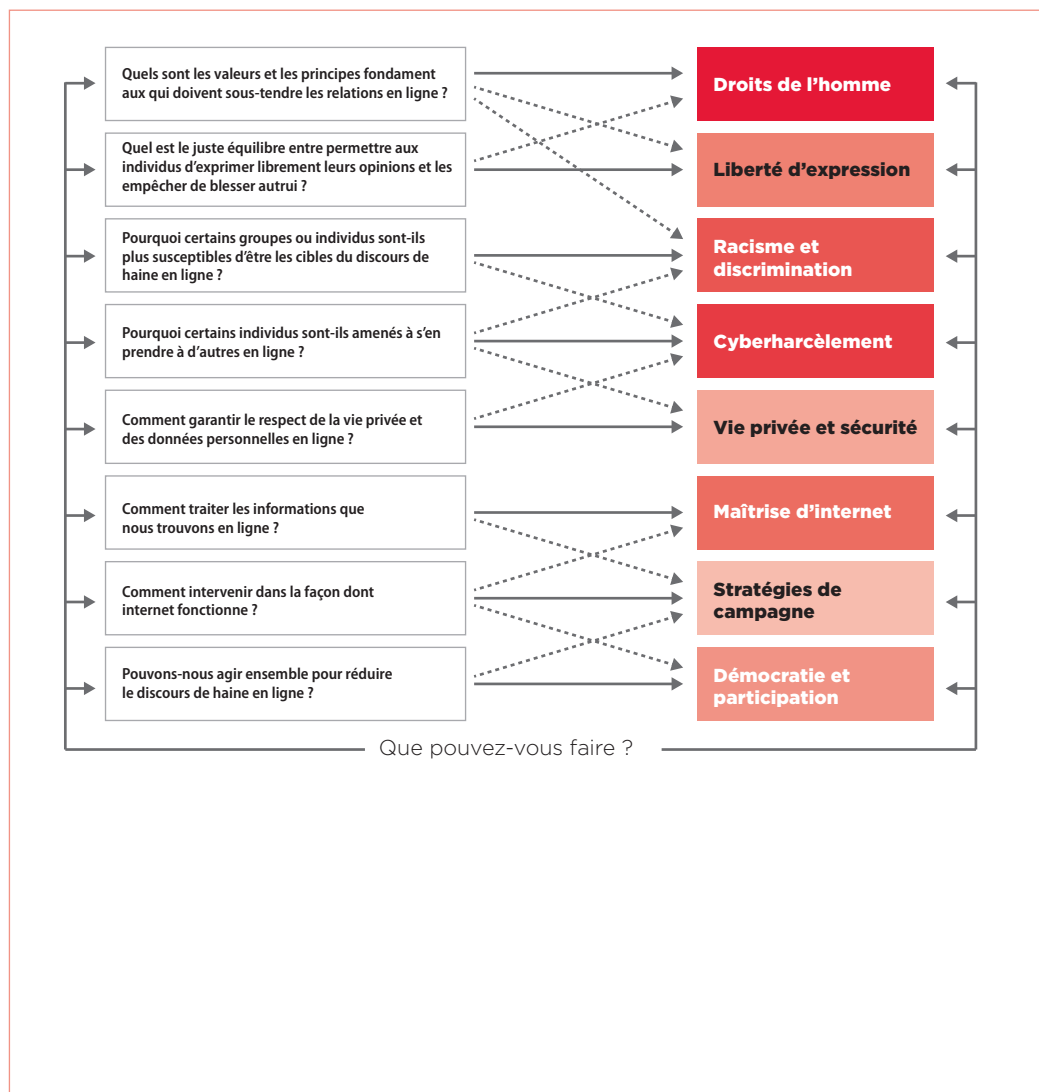 Quels sont les valeurs et les principes fondament
aux qui doivent sous-tendre les relations en ligne ?
Droits de l’homme
Quel est le juste équilibre entre permettre aux
individus d’exprimer librement leurs opinions et les
empêcher de blesser autrui ?
Liberté d’expression
Pourquoi certains groupes ou individus sont-ils
plus susceptibles d’être les cibles du discours de
haine en ligne ?
Racisme et
discrimination
Pourquoi certains individus sont-ils amenés à s’en
prendre à d’autres en ligne ?
Cyberharcèlement
Comment garantir le respect de la vie privée et
des données personnelles en ligne ?
Vie privée et sécurité
Comment traiter les informations que
nous trouvons en ligne ?
Maîtrise d’internet
Comment intervenir dans la façon dont
internet fonctionne ?
Stratégies de
campagne
Pouvons-nous agir ensemble pour réduire
le discours de haine en ligne ?
Démocratie et
participation
Que pouvez-vous faire ?